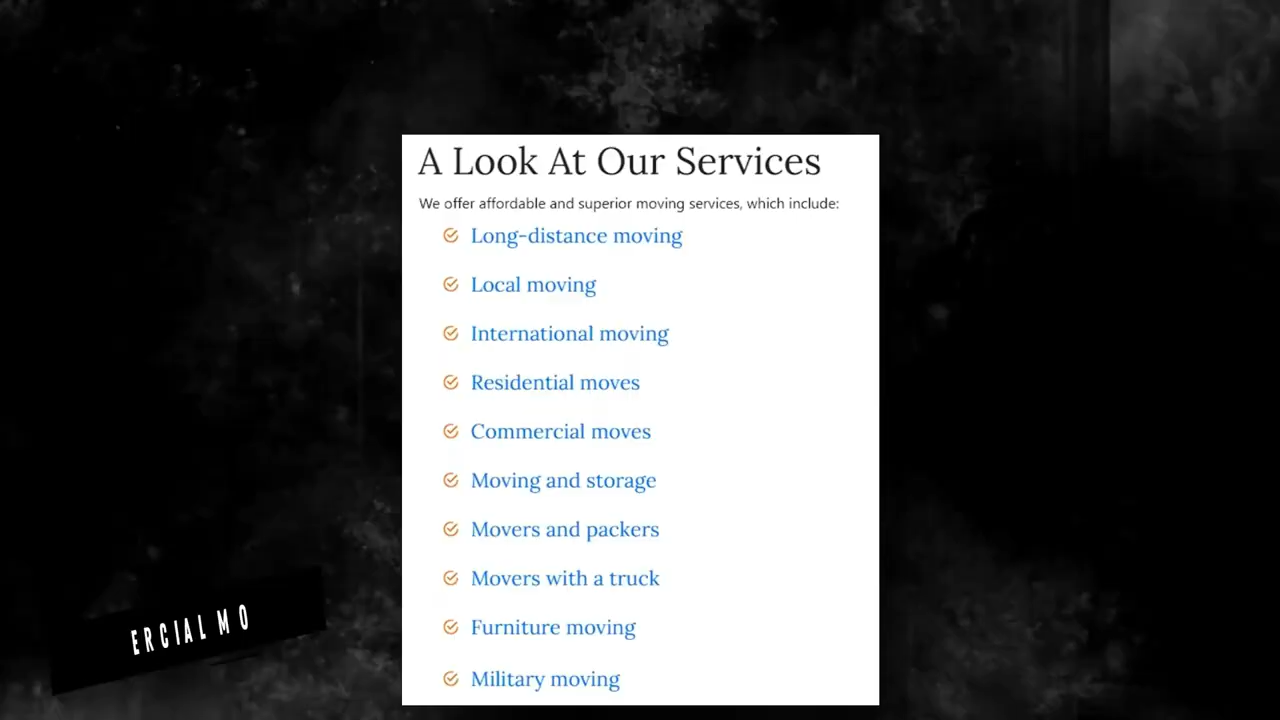 A Look At Our Services
We offer affordable and superior moving services, which include:
Long-distance moving
Local moving
International moving
Residential moves
Commercial moves
Moving and storage
Movers and packers
Movers with a truck
Furniture moving
Military moving
ERCIAL MO